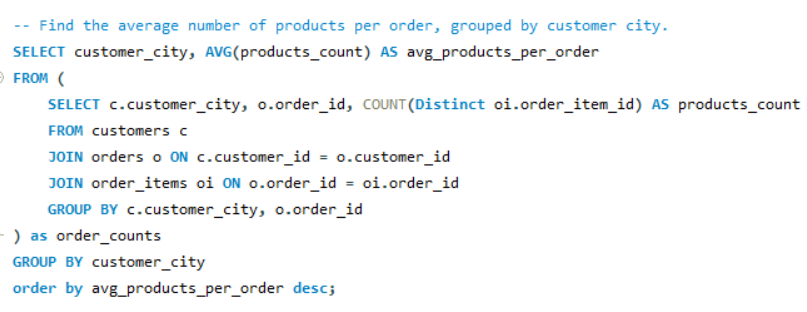 -- Find the average number of products per order, grouped by customer city.
SELECT customer_city, AVG(products_count) AS avg_products_per_order
FROM (
SELECT c.customer_city, o.order_id, COUNT(Distinct oi.order_item_id) AS products_count
FROM customers c
JOIN orders o ON c.customer_id = o.customer_id
JOIN order_items oi ON o.order_id = oi.order_id
GROUP BY c.customer_city, o.order_id
) as order_counts
GROUP BY customer_city
order by avg_products_per_order desc;